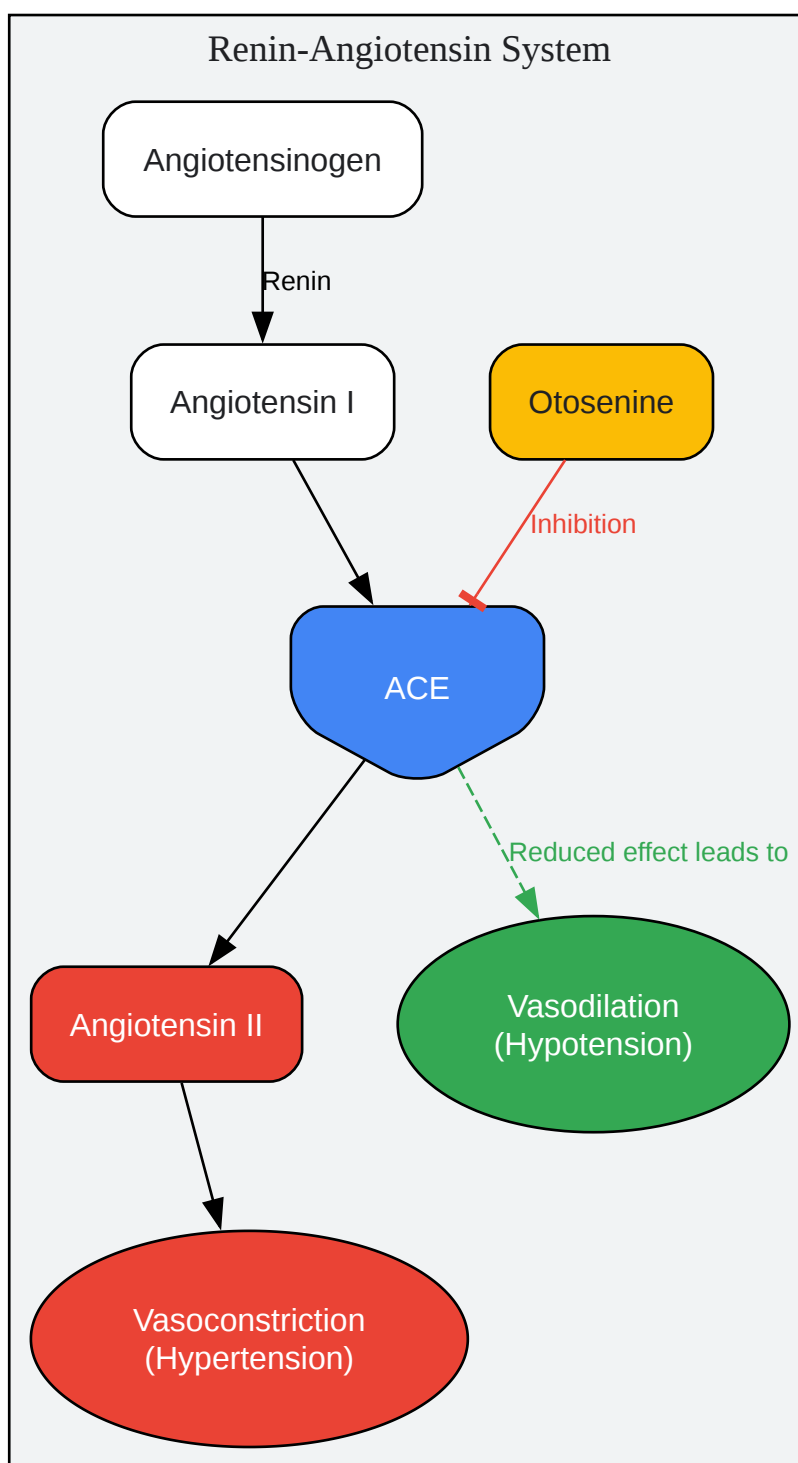 Renin-Angiotensin System
Angiotensinogen
Renin
Angiotensin I
Otosenine
Inhibition
ACE
Reduced effect leads to
Angiotensin II
Vasodilation
(Hypotension)
Vasoconstriction
(Hypertension)